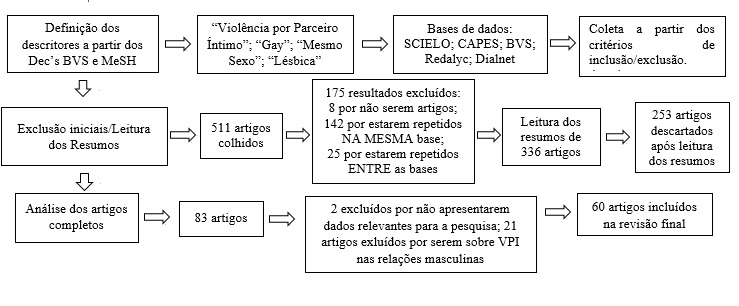 Definição dos
descritores a partir dos
Dec's BVS e MeSH
"Violência por Parceiro
Íntimo"; "Gay"; "Mesmo
Sexo"; "Lésbica"
Bases de dados:
SCIELO; CAPES; BVS;
Redalyc; Dialnet
Coleta a partir dos
critérios de
inclusão/exclusão.
Exclusão iniciais/Leitura
dos Resumos
511 artigos
colhidos
175 resultados excluídos:
8 por não serem artigos;
142 por estarem repetidos
NA MESMA base;
25 por estarem repetidos
ENTRE as bases
Leitura dos
resumos de
336 artigos
253 artigos
descartados
após leitura
dos resumos
Análise dos artigos
completos
83 artigos
2 excluídos por não apresentarem
dados relevantes para a pesquisa; 21
artigos exluídos por serem sobre VPI
nas relações masculinas
60 artigos incluídos
na revisão final